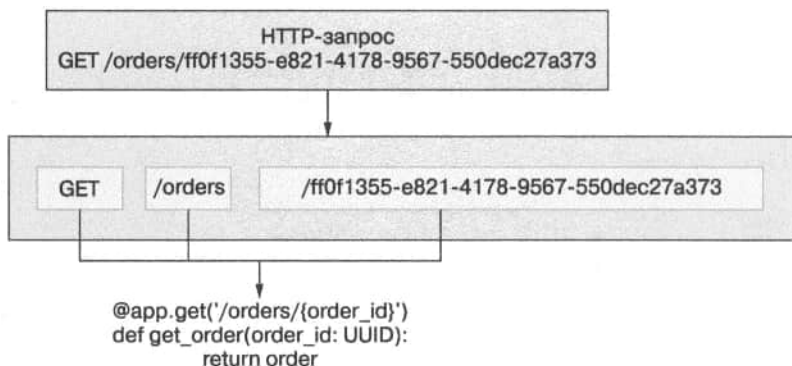 HTTP-запрос
GET /orders/ff0f1355-e821-4178-9567-550dec27a373
GET /orders /ff0f1355-e821-4178-9567-550dec27a373
@app.get('/orders/{order_id}')
def get_order(order_id: UUID):
return order